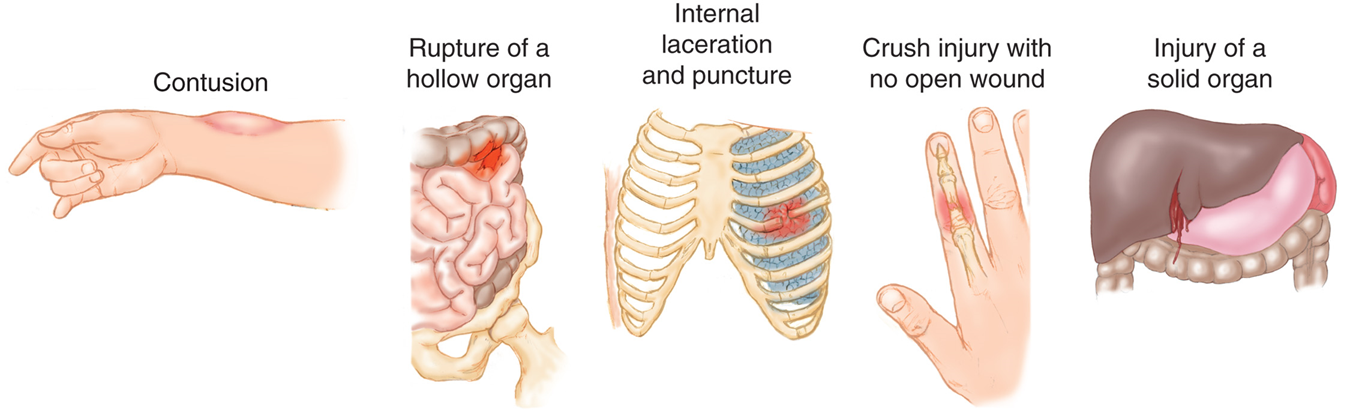 Contusion
Rupture of a
hollow organ
Internal
laceration
and puncture
Crush injury with
no open wound
Injury of a
solid organ